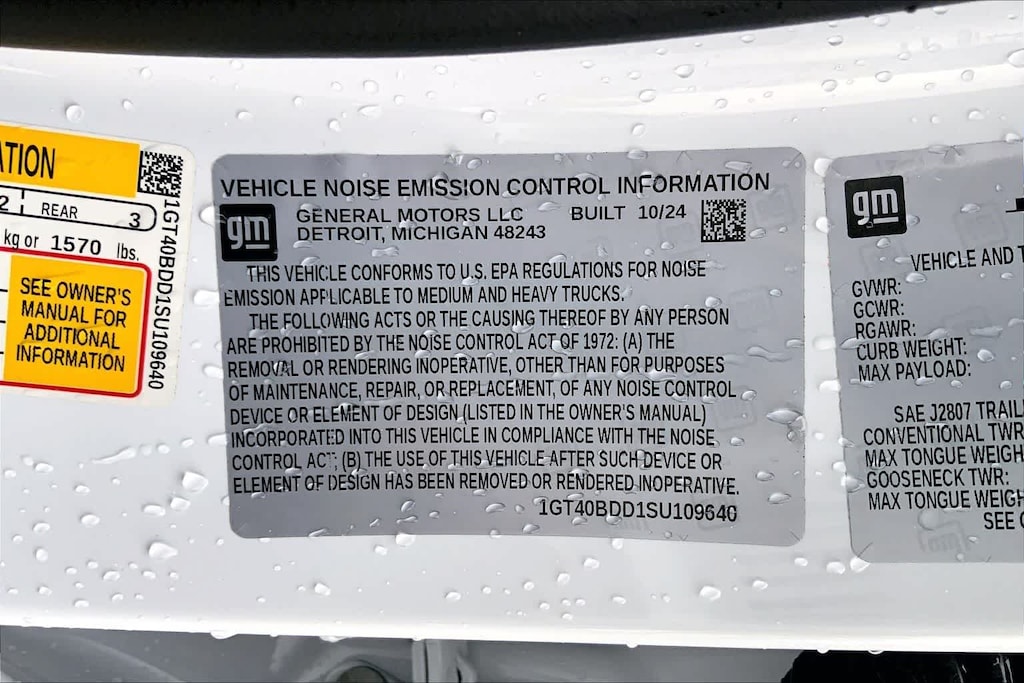 ATION
2 REAR 3
kg or 1570 lbs.
SEE OWNER'S
MANUAL FOR
ADDITIONAL
INFORMATION
1GT40BDD1SU109640
VEHICLE NOISE EMISSION CONTROL INFORMATION
gm GENERAL MOTORS LLC BUILT 10/24
DETROIT, MICHIGAN 48243
THIS VEHICLE CONFORMS TO U.S. EPA REGULATIONS FOR NOISE
EMISSION APPLICABLE TO MEDIUM AND HEAVY TRUCKS.
THE FOLLOWING ACTS OR THE CAUSING THEREOF BY ANY PERSON
ARE PROHIBITED BY THE NOISE CONTROL ACT OF 1972: (A) THE
REMOVAL OR RENDERING INOPERATIVE, OTHER THAN FOR PURPOSES
OF MAINTENANCE, REPAIR, OR REPLACEMENT, OF ANY NOISE CONTROL
DEVICE OR ELEMENT OF DESIGN (LISTED IN THE OWNER'S MANUAL)
INCORPORATED INTO THIS VEHICLE IN COMPLIANCE WITH THE NOISE
CONTROL ACT; (B) THE USE OF THIS VEHICLE AFTER SUCH DEVICE OR
ELEMENT OF DESIGN HAS BEEN REMOVED OR RENDERED INOPERATIVE.
1GT40BDD1SU109640
gm
VEHICLE AND T
GVWR:
GCWR:
RGAWR:
CURB WEIGHT:
MAX PAYLOAD:
SAE J2807 TRAIL
CONVENTIONAL TWR
MAX TONGUE WEIGH
GOOSENECK TWR:
MAX TONGUE WEIGH
SEE